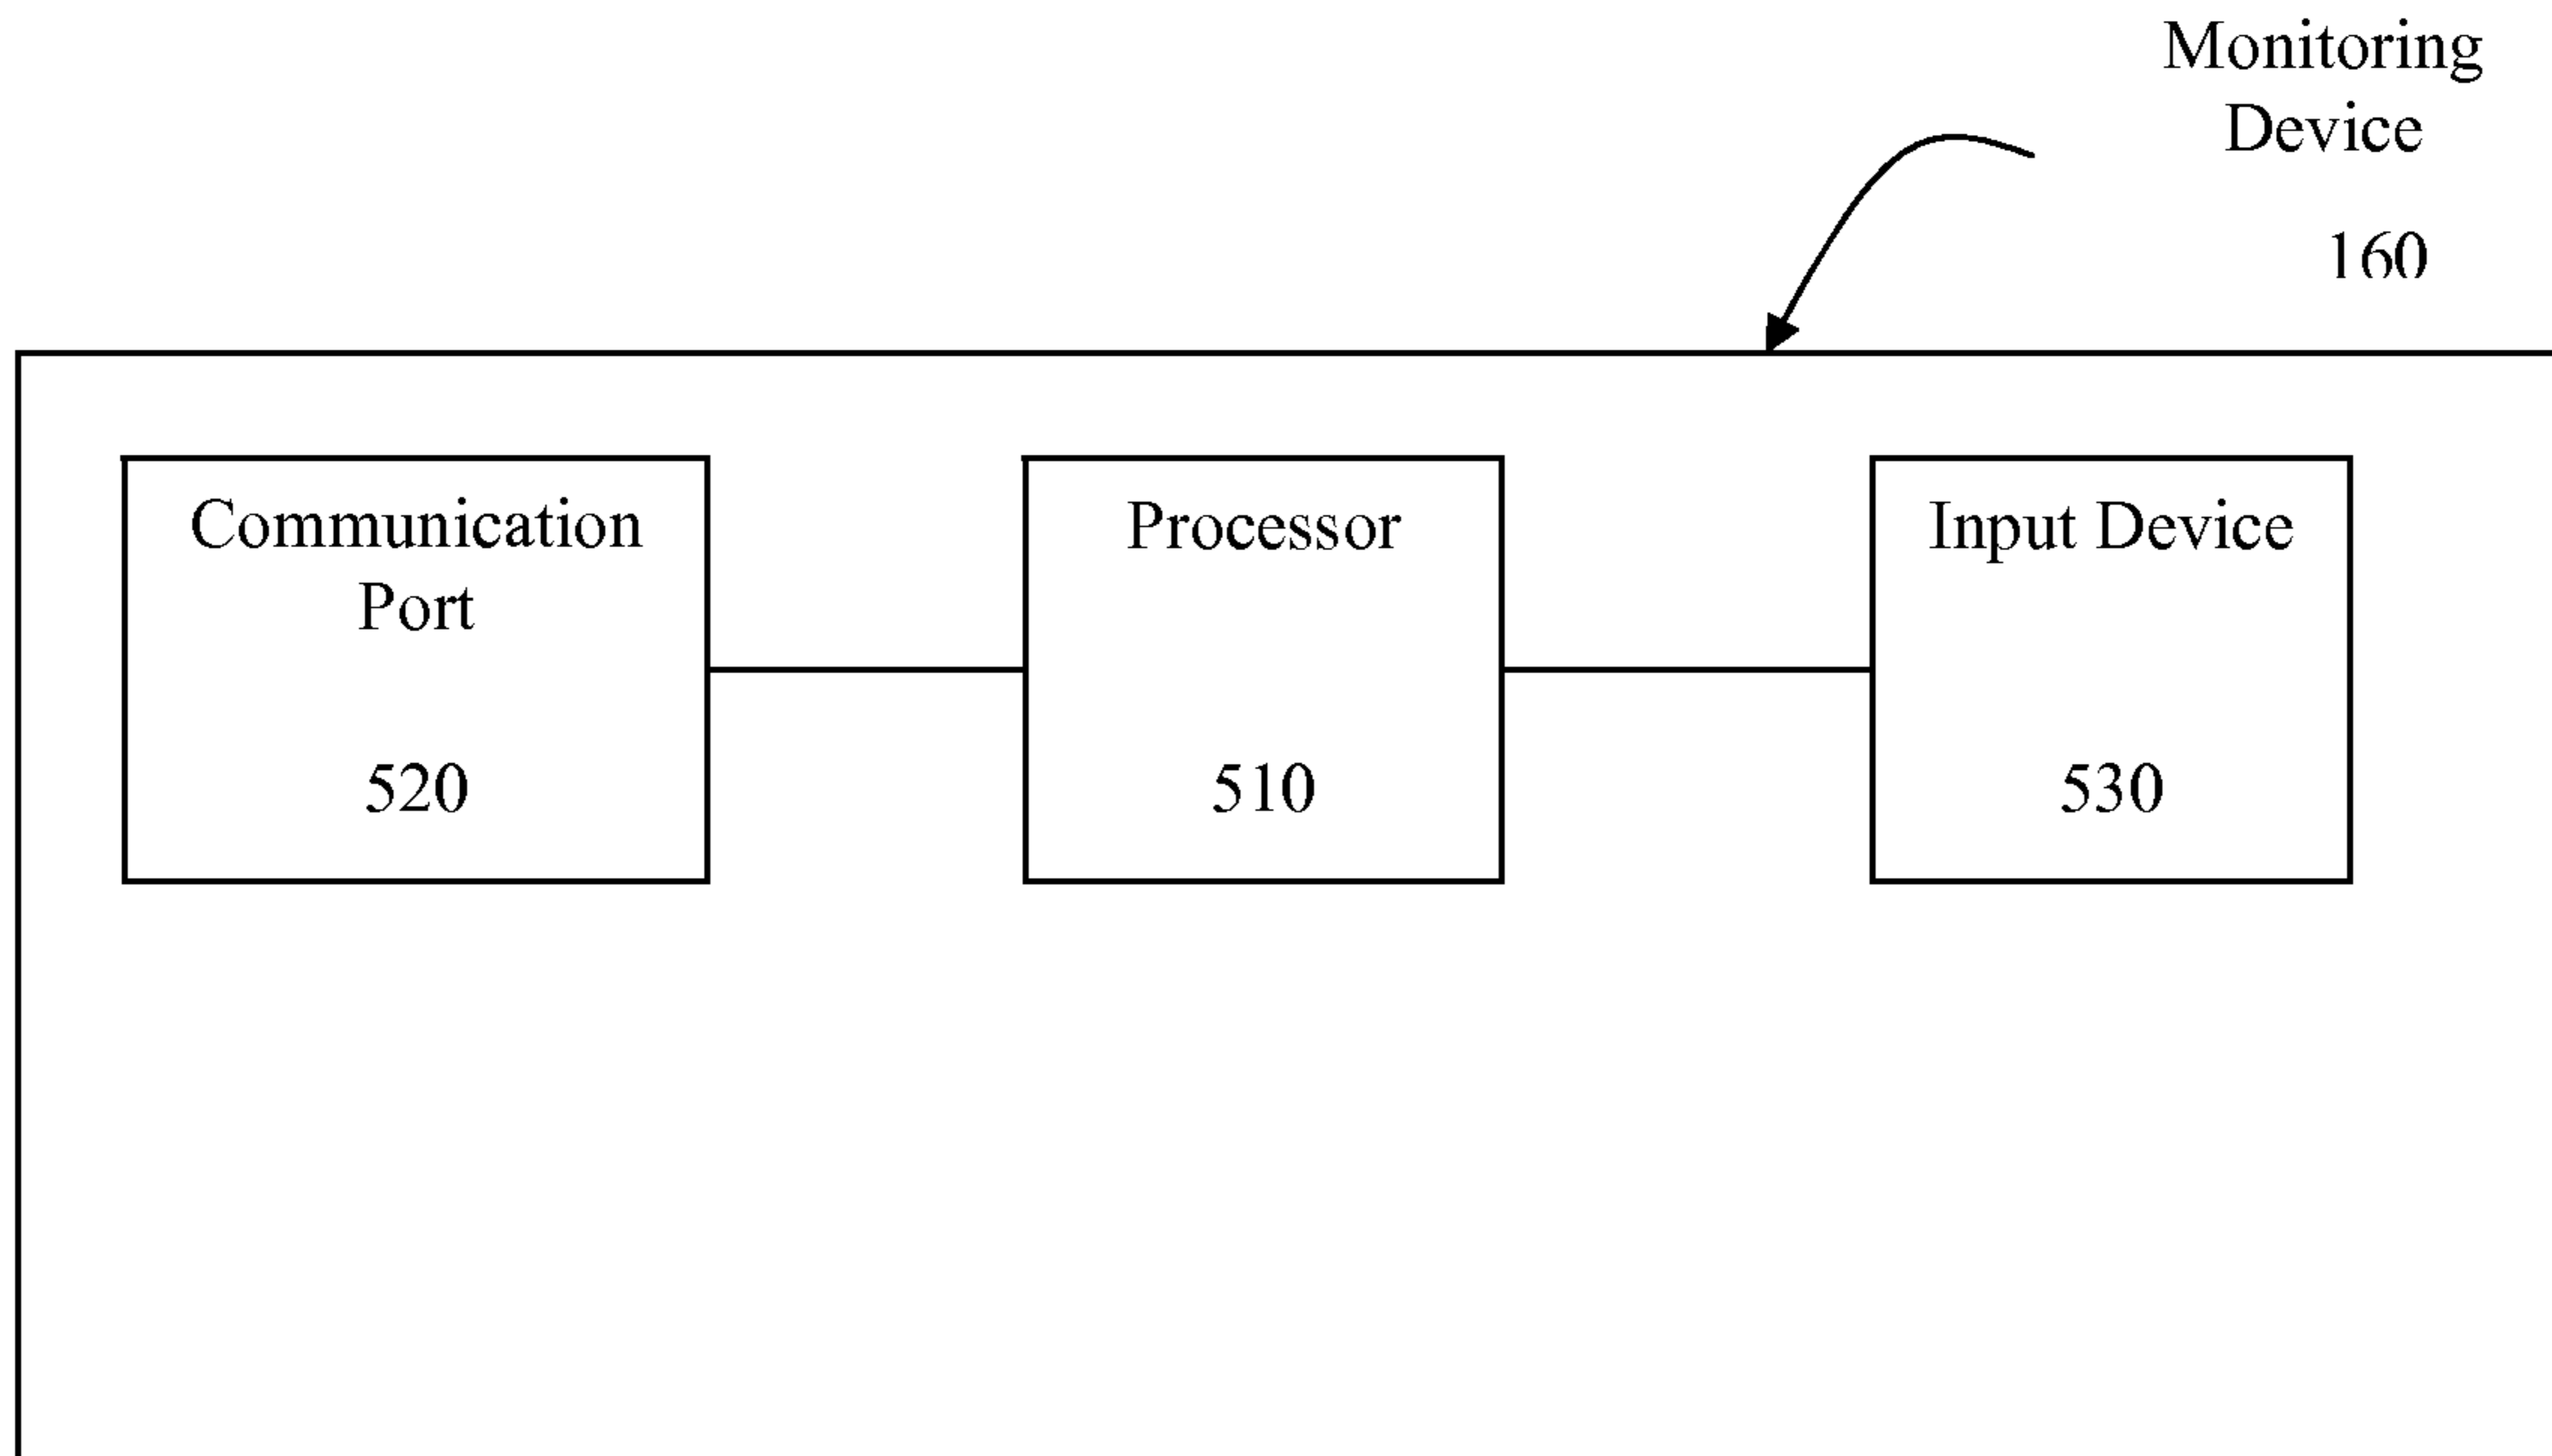 Monitoring
Device
160
Communication
Port
520
Processor
510
Input Device
530